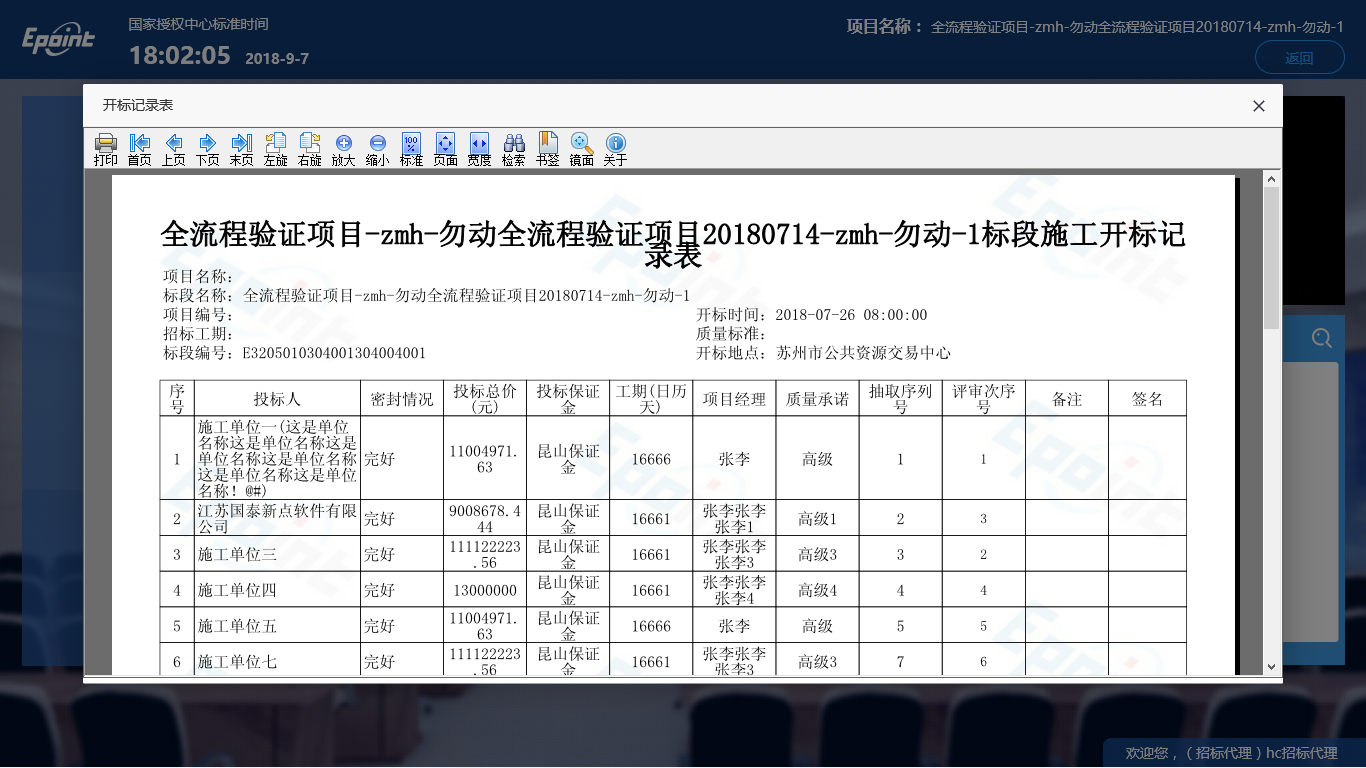 Epoint
国家授权中心标准时间
18:02:05 2018-9-7
项目名称： 全流程验证项目-zmh-勿动全流程验证项目20180714-zmh-勿动-1
返回
开标记录表
打印 首页 上页 下页 末页 左旋 右旋 放大 缩小 标准 页面 宽度 检索 书签 镜面 关于
全流程验证项目-zmh-勿动全流程验证项目20180714-zmh-勿动-1标段施工开标记
录表
项目名称：
标段名称：全流程验证项目-zmh-勿动全流程验证项目20180714-zmh-勿动-1
项目编号： 开标时间：2018-07-26 08:00:00
招标工期： 质量标准：
标段编号：E3205010304001304004001 开标地点：苏州市公共资源交易中心
序号 投标人 密封情况 投标总价(元) 投标保证金 工期(日历天) 项目经理 质量承诺 抽取序列号 评审次序号 备注 签名
1 施工单位一(这是单位名称这是单位名称这是单位名称这是单位名称这是单位名称这是单位名称！@#) 完好 11004971.63 昆山保证金 16666 张李 高级 1 1
2 江苏国泰新点软件有限公司 完好 9008678.444 昆山保证金 16661 张李张李张李1 高级1 2 3
3 施工单位三 完好 111122223.56 昆山保证金 16661 张李张李张李3 高级3 3 2
4 施工单位四 完好 13000000 昆山保证金 16661 张李张李张李4 高级4 4 4
5 施工单位五 完好 11004971.63 昆山保证金 16666 张李 高级 5 5
6 施工单位七 完好 111122223.56 昆山保证金 16661 张李张李张李3 高级3 7 6
欢迎您，（招标代理）hc招标代理